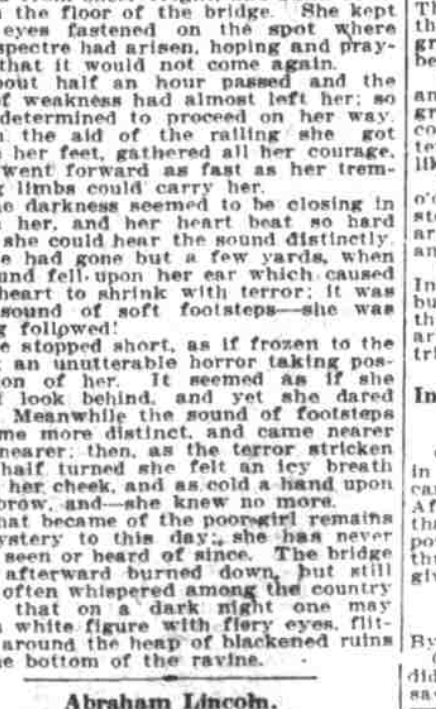 the floor of the bridge. She kept
eyes fastened on the spot where
spectre had arisen, hoping and pray-
that it would not come again.
bout half an hour passed and the
f weakness had almost left her; so
determined to proceed on her way.
the aid of the railing she got
her feet, gathered all her courage,
went forward as fast as her trem-
g limbs could carry her.
e darkness seemed to be closing in
her, and her heart beat so hard
she could hear the sound distinctly.
e had gone but a few yards, when
und fell upon her ear which caused
heart to shrink with terror; it was
sound of soft footsteps—she was
g followed!
e stopped short, as if frozen to the
an unutterable horror taking pos-
on of her. It seemed as if she
look behind, and yet she dared
Meanwhile the sound of footsteps
me more distinct, and came nearer
nearer; then, as the terror stricken
half turned she felt an icy breath
her cheek, and as cold a hand upon
brow, and—she knew no more.
hat became of the poor girl remains
ystery to this day; she has never
seen or heard of since. The bridge
afterward burned down, but still
often whispered among the country
that on a dark night one may
white figure with fiery eyes, flit-
around the heap of blackened ruins
e bottom of the ravine.
Abraham Lincoln.